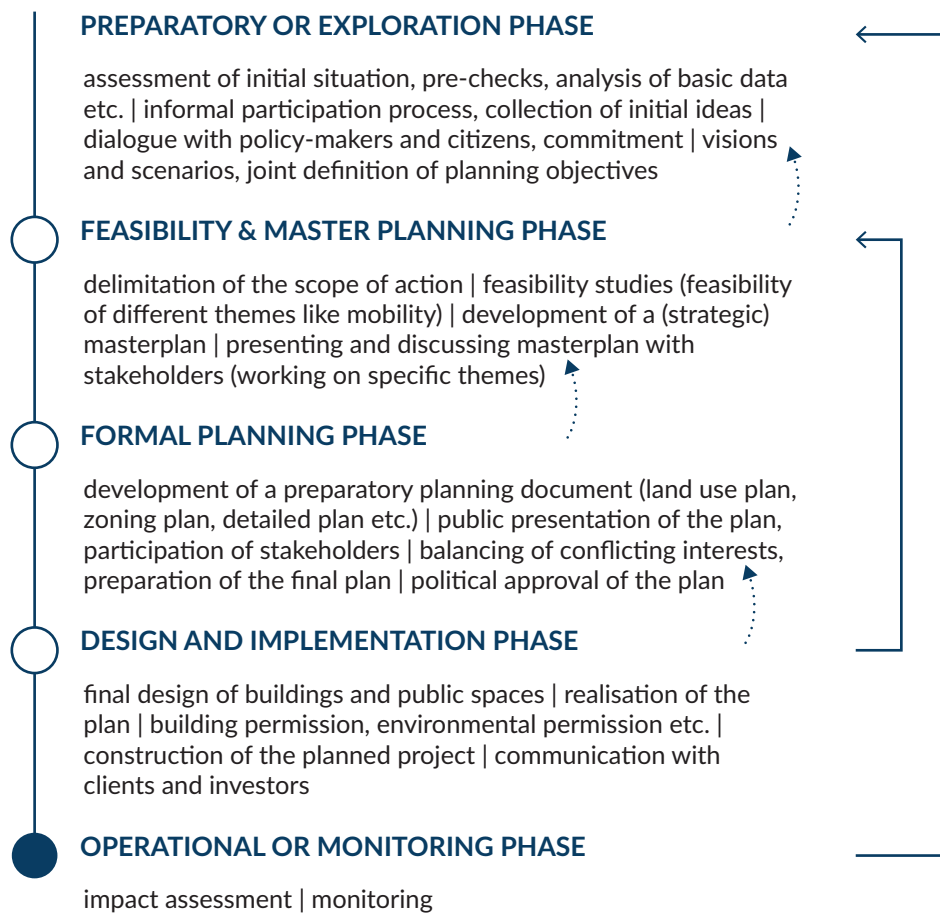 PREPARATORY OR EXPLORATION PHASE
assessment of initial situation, pre-checks, analysis of basic data
etc. | informal participation process, collection of initial ideas |
dialogue with policy-makers and citizens, commitment | visions
and scenarios, joint definition of planning objectives
FEASIBILITY & MASTER PLANNING PHASE
delimitation of the scope of action | feasibility studies (feasibility
of different themes like mobility) | development of a (strategic)
masterplan | presenting and discussing masterplan with
stakeholders (working on specific themes)
FORMAL PLANNING PHASE
development of a preparatory planning document (land use plan,
zoning plan, detailed plan etc.) | public presentation of the plan,
participation of stakeholders | balancing of conflicting interests,
preparation of the final plan | political approval of the plan
DESIGN AND IMPLEMENTATION PHASE
final design of buildings and public spaces | realisation of the
plan | building permission, environmental permission etc. |
construction of the planned project | communication with
clients and investors
OPERATIONAL OR MONITORING PHASE
impact assessment | monitoring